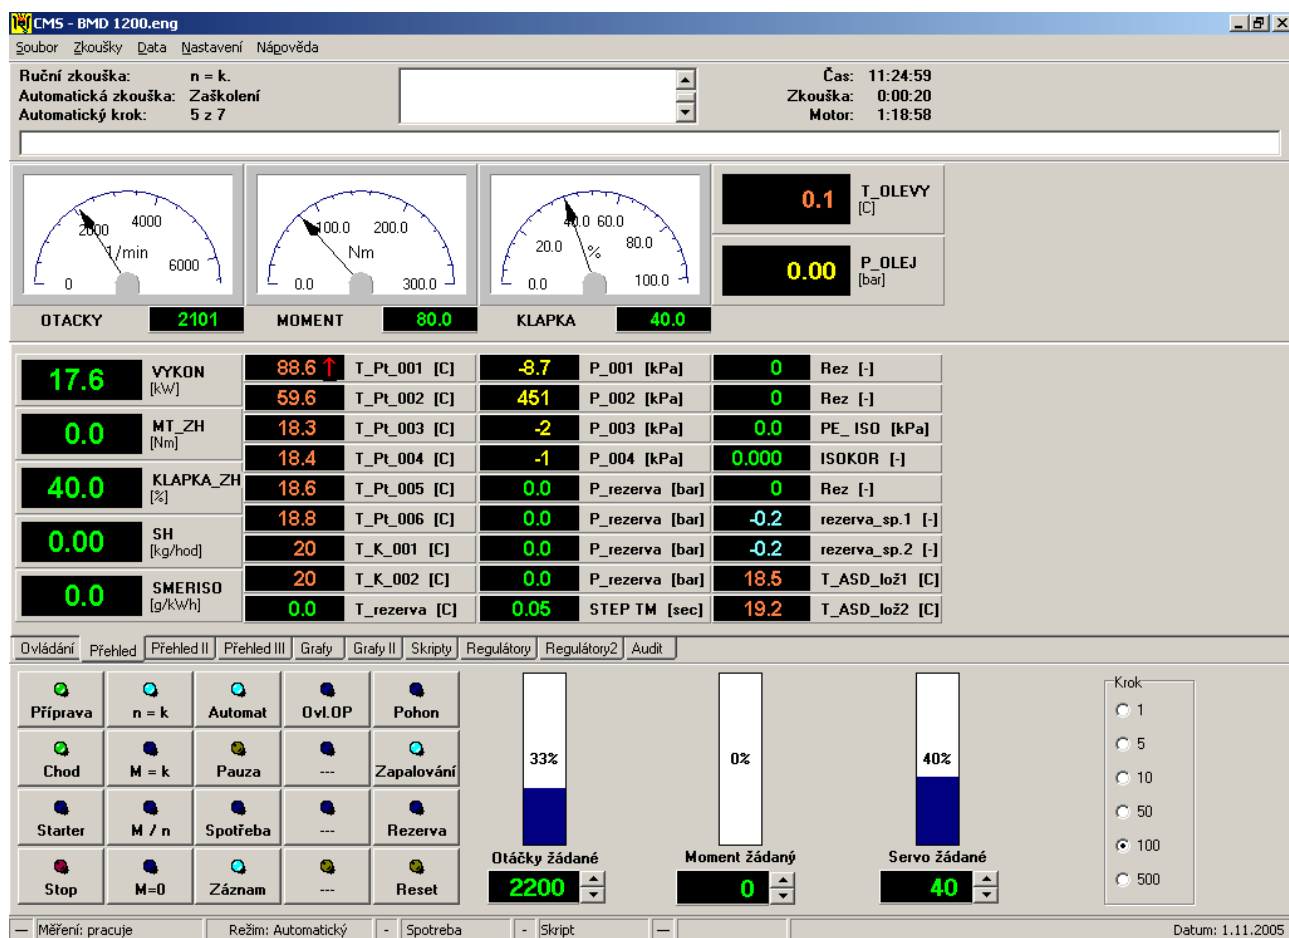 CMS - BMD 1200.eng
Soubor Zkoušky Data Nastavení Nápověda
Ruční zkouška: n = k.
Automatická zkouška: Zaškolení
Automatický krok: 5 z 7
Čas: 11:24:59
Zkouška: 0:00:20
Motor: 1:18:58
0 2000 4000 6000
1/min
OTACKY 2101
0.0 100.0 200.0 300.0
Nm
MOMENT 80.0
0.0 20.0 40.0 60.0 80.0 100.0
%
KLAPKA 40.0
0.1 T_OLEVY
[C]
0.00 P_OLEJ
[bar]
17.6 VYKON
[kW]
0.0 MT_ZH
[Nm]
40.0 KLAPKA_ZH
[%]
0.00 SH
[kg/hod]
0.0 SMERISO
[g/kWh]
88.6 T_Pt_001 [C] -8.7 P_001 [kPa] 0 Rez [-]
59.6 T_Pt_002 [C] 451 P_002 [kPa] 0 Rez [-]
18.3 T_Pt_003 [C] -2 P_003 [kPa] 0.0 PE_ ISO [kPa]
18.4 T_Pt_004 [C] -1 P_004 [kPa] 0.000 ISOKOR [-]
18.6 T_Pt_005 [C] 0.0 P_rezerva [bar] 0 Rez [-]
18.8 T_Pt_006 [C] 0.0 P_rezerva [bar] -0.2 rezerva_sp.1 [-]
20 T_K_001 [C] 0.0 P_rezerva [bar] -0.2 rezerva_sp.2 [-]
20 T_K_002 [C] 0.0 P_rezerva [bar] 18.5 T_ASD_lož1 [C]
0.0 T_rezerva [C] 0.05 STEP TM [sec] 19.2 T_ASD_lož2 [C]
Ovládání Přehled Přehled II Přehled III Grafy Grafy II Skripty Regulátory Regulátory2 Audit
Příprava n = k Automat Ovl.OP Pohon
Chod M = k Pauza --- Zapalování
Starter M / n Spotřeba --- Rezerva
Stop M=0 Záznam --- Reset
33%
Otáčky žádané
2200
0%
Moment žádaný
0
40%
Servo žádané
40
Krok
1
5
10
50
100
500
— Měření: pracuje Režim: Automatický - Spotreba - Skript — Datum: 1.11.2005